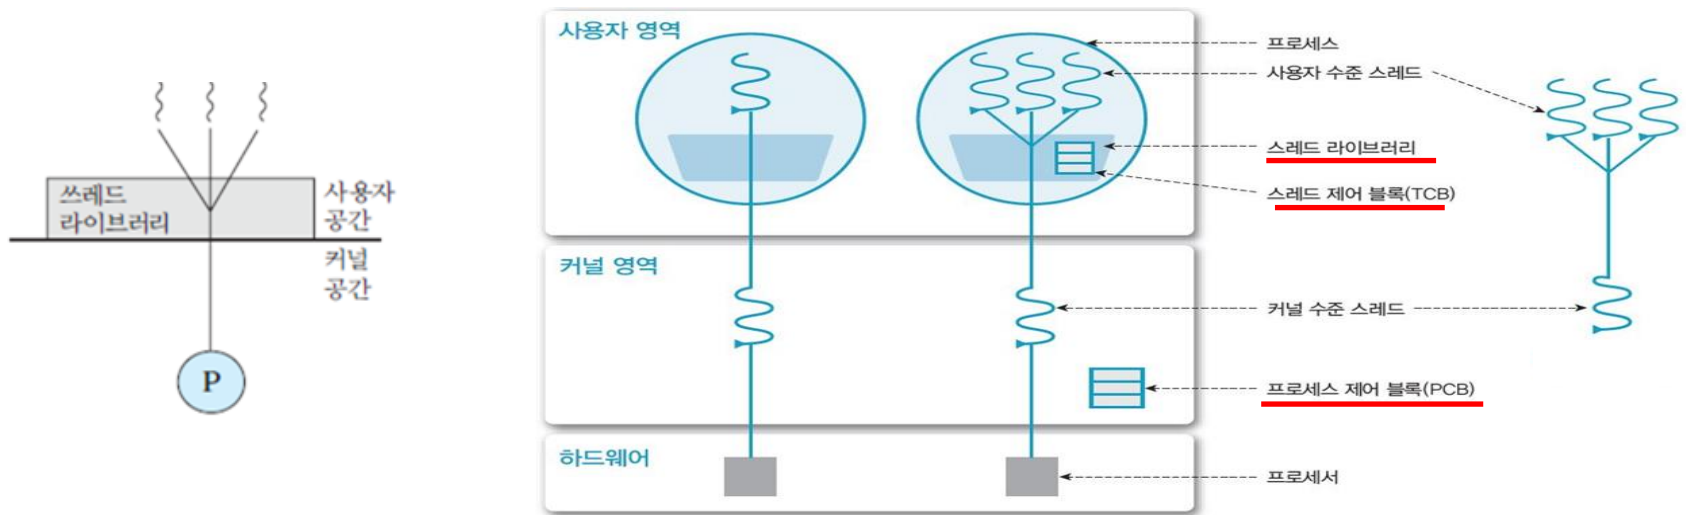 쓰레드
라이브러리
사용자
공간
커널
공간
P
사용자 영역
커널 영역
하드웨어
프로세스
사용자 수준 스레드
스레드 라이브러리
스레드 제어 블록(TCB)
커널 수준 스레드
프로세스 제어 블록(PCB)
프로세서